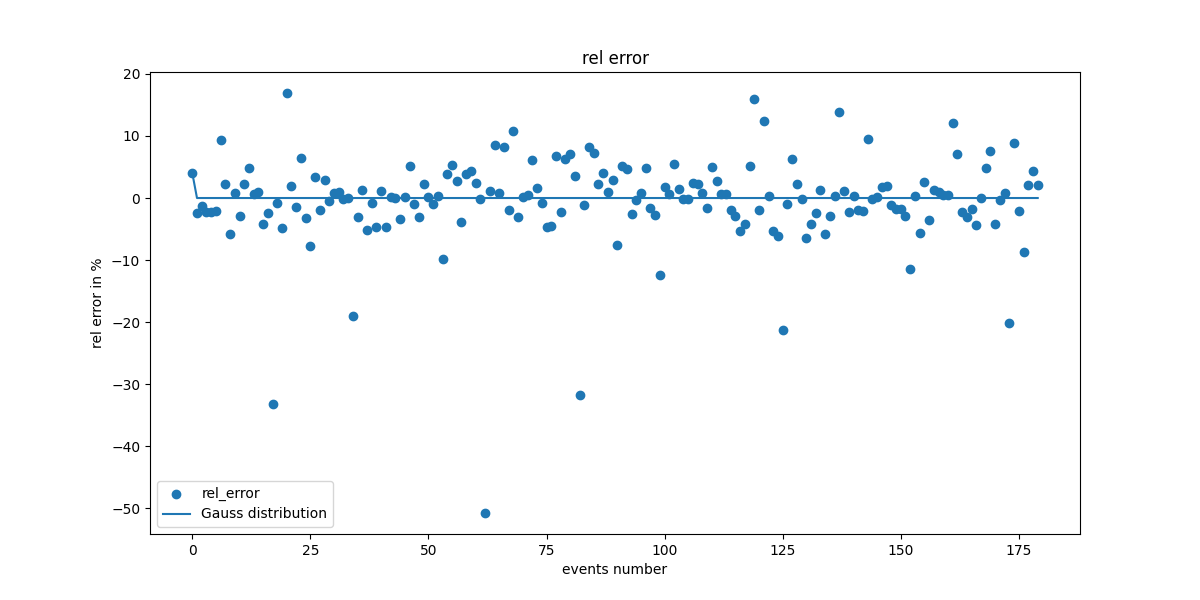 rel error
20
10
0
−10
−20
−30
−40
−50
rel error in %
rel_error
Gauss distribution
0 25 50 75 100 125 150 175
events number